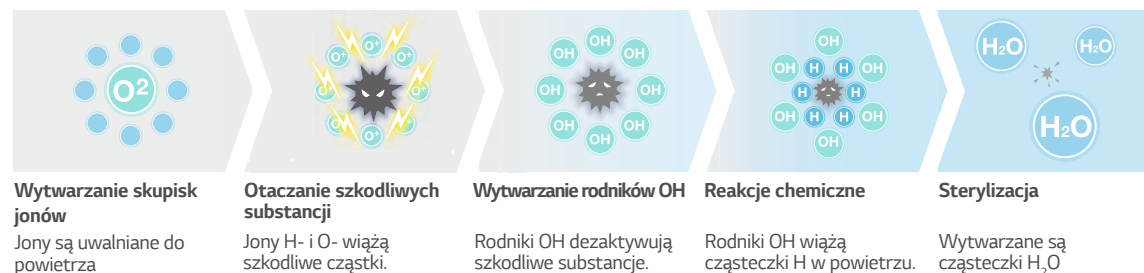 O²
O⁺ O⁺ O⁺ O⁺ O⁺ O⁺ O⁺ O⁺
OH OH OH OH OH OH OH OH
OH
OH H H OH
H H
OH H H OH
OH
H₂O H₂O
H₂O
Wytwarzanie skupisk
jonów
Jony są uwalniane do
powietrza
Otaczanie szkodliwych
substancji
Jony H- i O- wiążą
szkodliwe cząstki.
Wytwarzanie rodników OH
Rodniki OH dezaktywują
szkodliwe substancje.
Reakcje chemiczne
Rodniki OH wiążą
cząsteczki H w powietrzu.
Sterylizacja
Wytwarzane są
cząsteczki H₂O